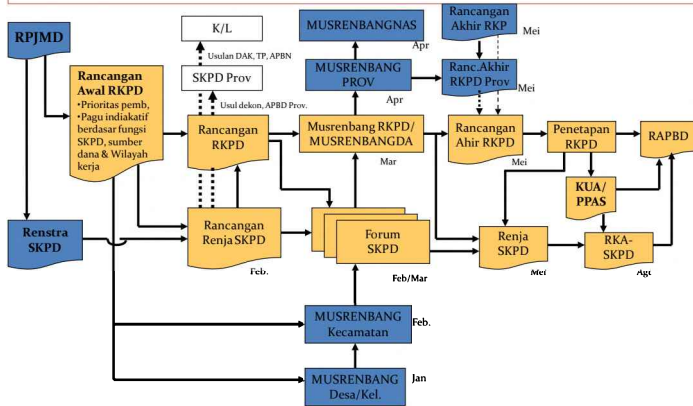 RPJMD
K/L
MUSRENBANGNAS
Apr
Rancangan
Akhir RKP
Mei
Usulan DAK, TP, APBN
SKPD Prov
MUSRENBANG
PROV
Apr
Ranc.Akhir
RKPD Prov
Mei
Rancangan
Awal RKPD
•Prioritas pemb,
•Pagu indiakatif
berdasar fungsi
SKPD, sumber
dana & Wilayah
kerja
Usul dekon, APBD Prov.
Rancangan
RKPD
Musrenbang RKPD/
MUSRENBANGDA
Mar
Rancangan
Ahir RKPD
Mei
Penetapan
RKPD
RAPBD
KUA/
PPAS
Renstra
SKPD
Rancangan
Renja SKPD
Feb.
Forum
SKPD
Feb/Mar
Renja
SKPD
Mei
RKA-
SKPD
Agt
MUSRENBANG
Kecamatan
Feb.
MUSRENBANG
Desa/Kel.
Jan